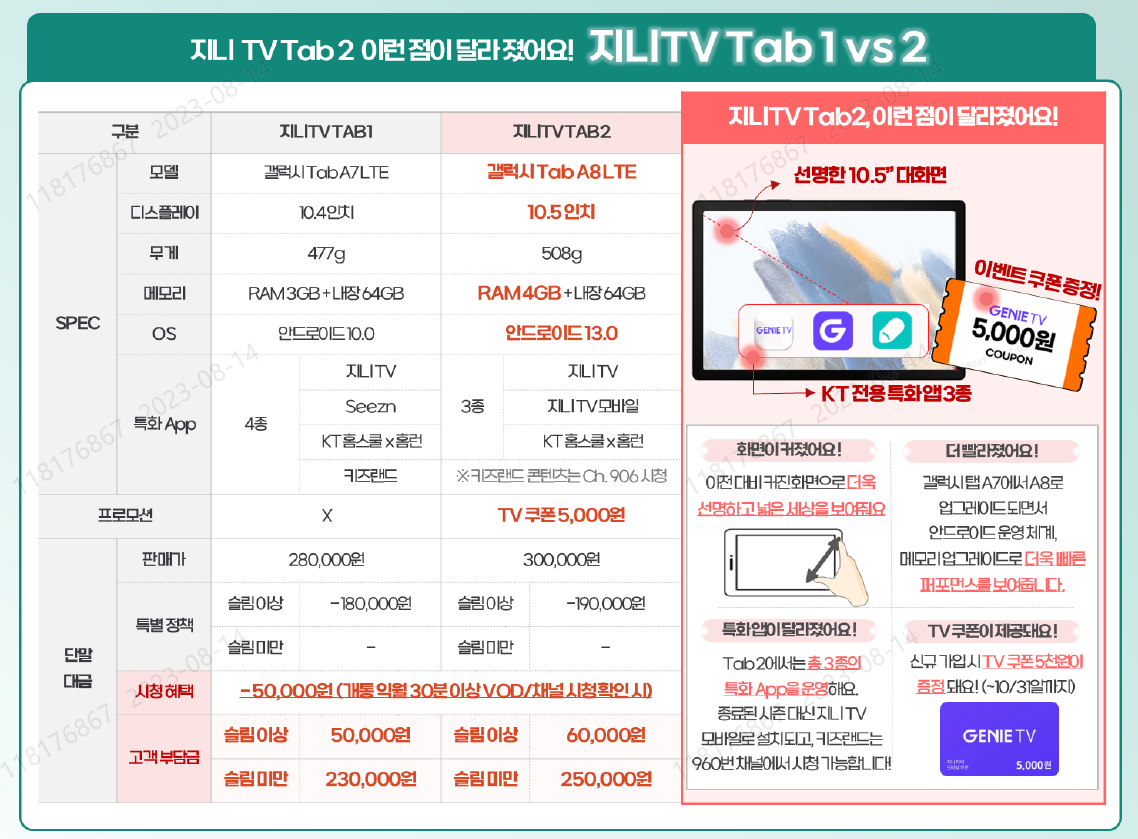 지니 TV Tab 2 이런 점이 달라 졌어요! 지니TV Tab 1 vs 2
구분 지니TV TAB1 지니TV TAB2
SPEC
모델 갤럭시 Tab A7 LTE 갤럭시 Tab A8 LTE
디스플레이 10.4인치 10.5 인치
무게 477g 508g
메모리 RAM 3GB + 내장 64GB RAM 4GB + 내장 64GB
OS 안드로이드 10.0 안드로이드 13.0
특화 App 4종 3종
지니 TV 지니 TV
Seezn 지니 TV 모바일
KT 홈스쿨 x 홈런 KT 홈스쿨 x 홈런
키즈랜드 ※키즈랜드 콘텐츠는 Ch. 906 시청
프로모션 X TV 쿠폰 5,000원
단말
대금
판매가 280,000원 300,000원
특별 정책
슬림 이상 -180,000원 슬림 이상 -190,000원
슬림 미만 - 슬림 미만 -
시청 혜택 -50,000원 (개통 익월 30분 이상 VOD/채널 시청 확인 시)
고객 부담금
슬림 이상 50,000원 슬림 이상 60,000원
슬림 미만 230,000원 슬림 미만 250,000원
지니TV Tab2, 이런 점이 달라졌어요!
선명한 10.5" 대화면
이벤트 쿠폰 증정!
GENIE TV
5,000원
COUPON
GENIE TV
G
KT 전용 특화 앱 3종
화면이 커졌어요!
이전 대비 커진 화면으로 더욱
선명하고 넓은 세상을 보여줘요
더 빨라졌어요!
갤럭시 탭 A7에서 A8로
업그레이드 되면서
안드로이드 운영 체계,
메모리 업그레이드로 더욱 빠른
퍼포먼스를 보여줍니다.
특화 앱이 달라졌어요!
Tab 2에서는 총 3종의
특화 App을 운영해요.
종료된 시즌 대신 지니 TV
모바일로 설치되고, 키즈랜드는
960번 채널에서 시청 가능합니다!
TV 쿠폰이 제공돼요!
신규 가입 시 TV 쿠폰 5천원이
증정 돼요! (~10/31일까지)
GENIE TV
5,000원
118176867 2023-08-14
118176867 2023-08-14
118176867 2023-08-14
118176867 2023-08-14